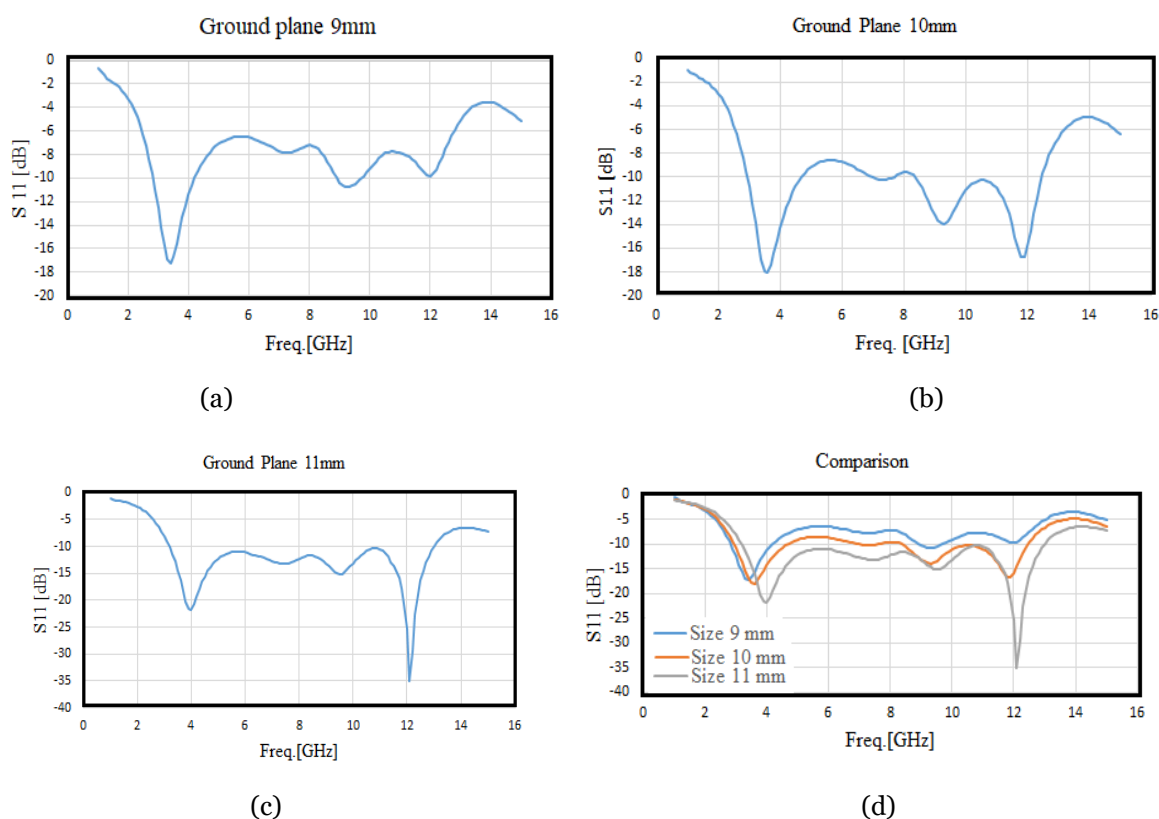 Ground plane 9mm
0
-2
-4
-6
-8
-10
-12
-14
-16
-18
-20
S 11 [dB]
0 2 4 6 8 10 12 14 16
Freq.[GHz]
(a)
Ground Plane 10mm
0
-2
-4
-6
-8
-10
-12
-14
-16
-18
-20
S11 [dB]
0 2 4 6 8 10 12 14 16
Freq. [GHz]
(b)
Ground Plane 11mm
0
-5
-10
-15
-20
-25
-30
-35
-40
S11 [dB]
0 2 4 6 8 10 12 14 16
Freq.[GHz]
(c)
Comparison
0
-5
-10
-15
-20
-25
-30
-35
-40
S11 [dB]
Size 9 mm
Size 10 mm
Size 11 mm
0 2 4 6 8 10 12 14 16
Freq.[GHz]
(d)